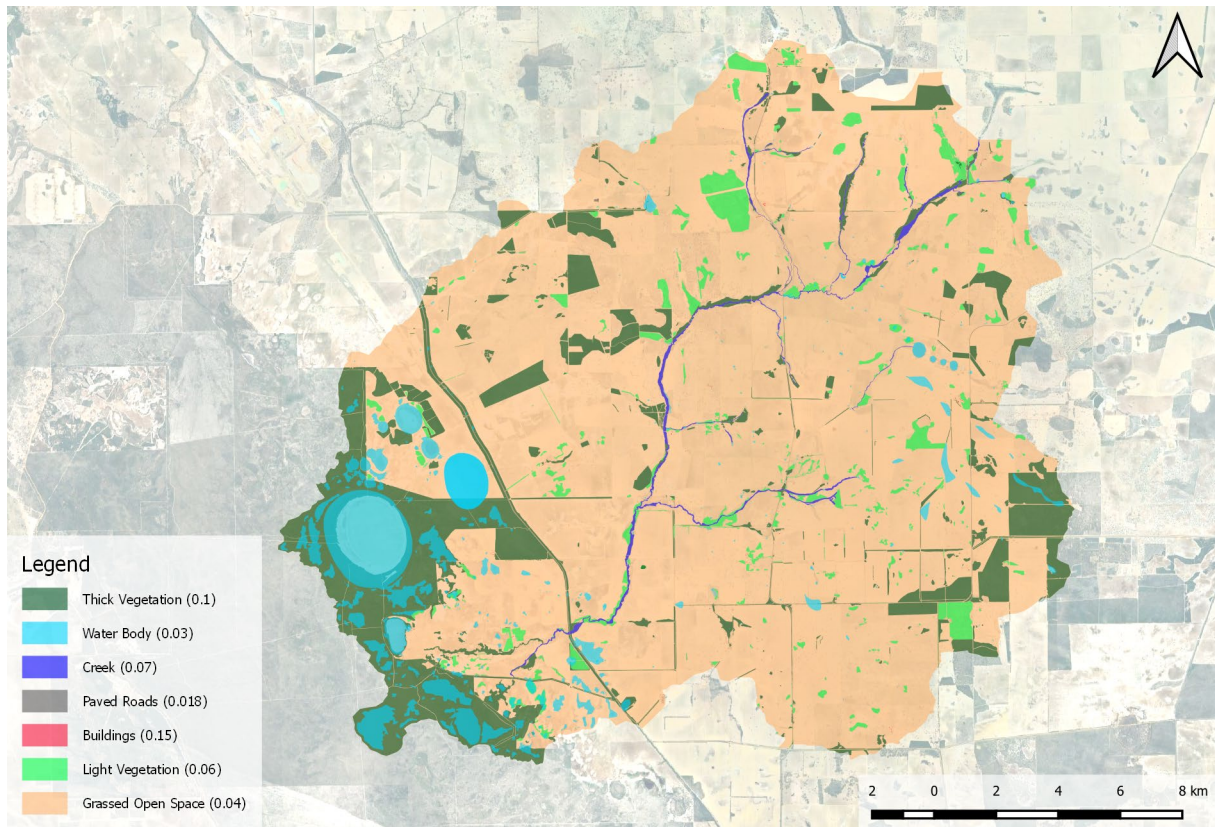 Legend
Thick Vegetation (0.1)
Water Body (0.03)
Creek (0.07)
Paved Roads (0.018)
Buildings (0.15)
Light Vegetation (0.06)
Grassed Open Space (0.04)
2 0 2 4 6 8 km